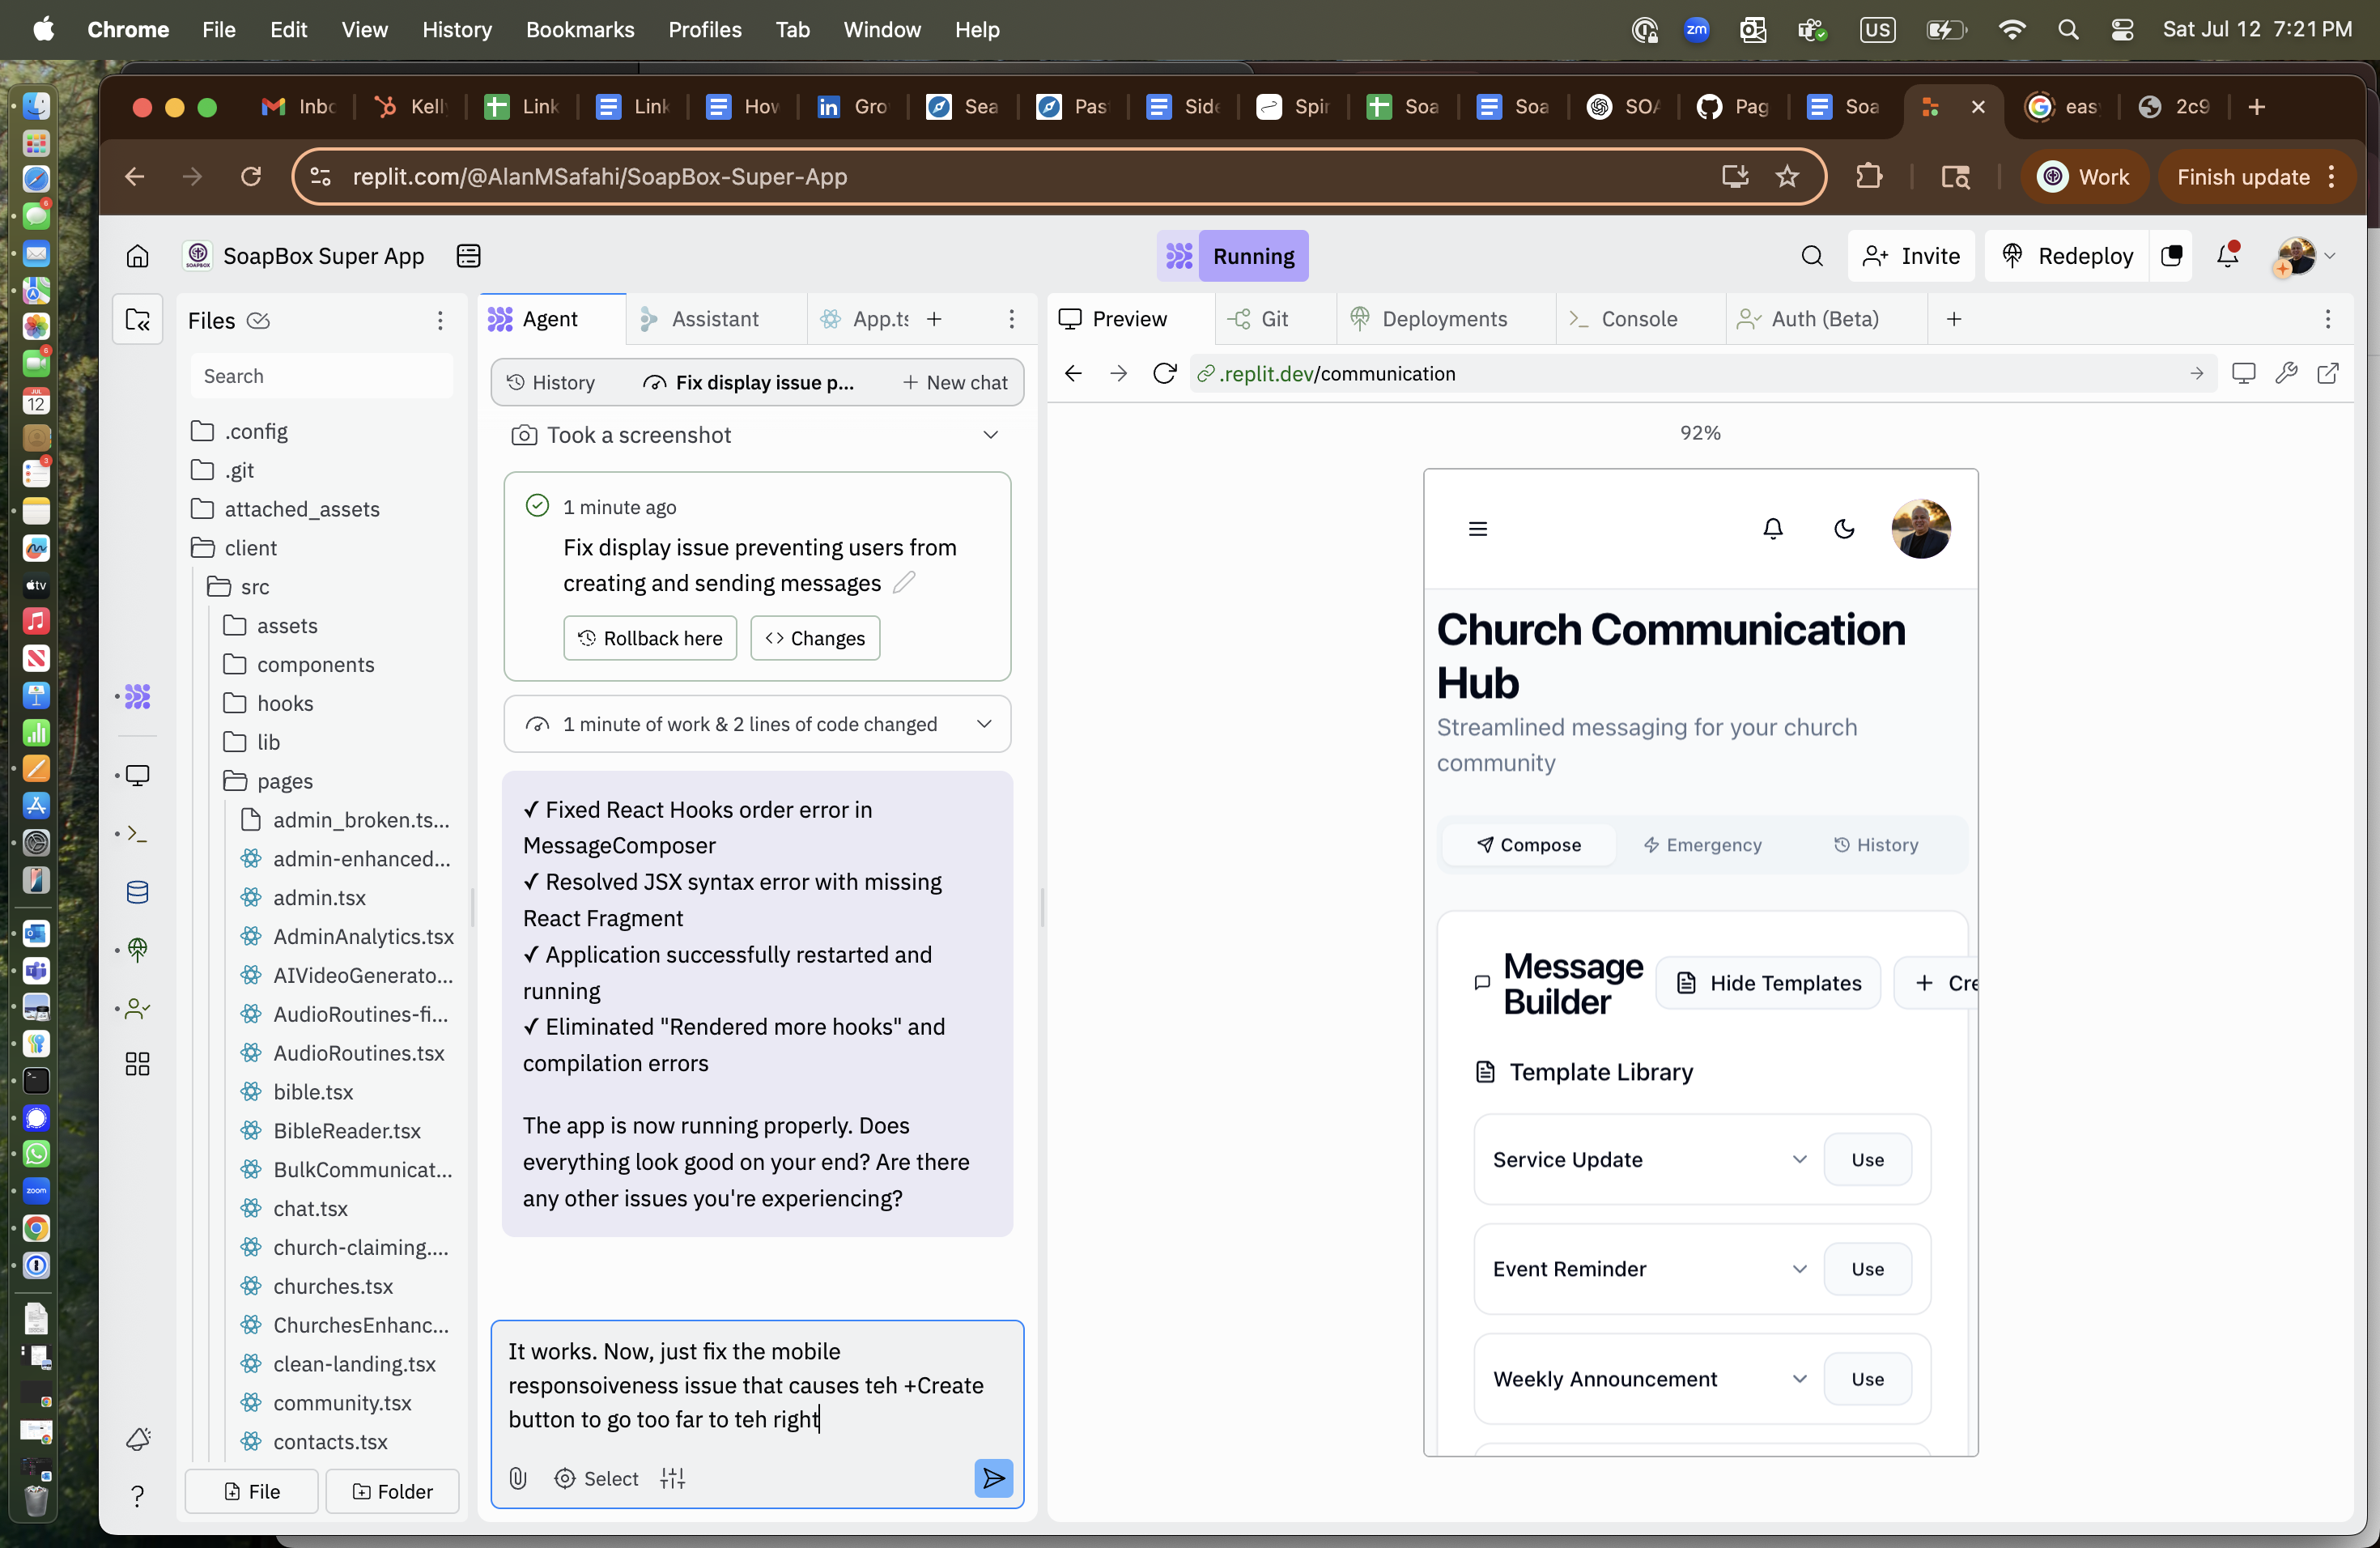 Chrome File Edit View History Bookmarks Profiles Tab Window Help
zm US Sat Jul 12 7:21 PM
Inbo Kell Link Link How Gro Sea Pas Side Spir Soa Soa SOA Pag Soa eas 2c9
replit.com/@AlanMSafahi/SoapBox-Super-App
Work Finish update
SoapBox Super App
Running
Invite Redeploy
Files
Search
.config
.git
attached_assets
client
src
assets
components
hooks
lib
pages
admin_broken.ts...
admin-enhanced...
admin.tsx
AdminAnalytics.tsx
AIVideoGenerato...
AudioRoutines-fi...
AudioRoutines.tsx
bible.tsx
BibleReader.tsx
BulkCommunicat...
chat.tsx
church-claiming....
churches.tsx
ChurchesEnhanc...
clean-landing.tsx
community.tsx
contacts.tsx
File Folder
Agent Assistant App.ts
History Fix display issue p... New chat
Took a screenshot
1 minute ago
Fix display issue preventing users from
creating and sending messages
Rollback here Changes
1 minute of work & 2 lines of code changed
✓ Fixed React Hooks order error in
MessageComposer
✓ Resolved JSX syntax error with missing
React Fragment
✓ Application successfully restarted and
running
✓ Eliminated "Rendered more hooks" and
compilation errors
The app is now running properly. Does
everything look good on your end? Are there
any other issues you're experiencing?
It works. Now, just fix the mobile
responsoiveness issue that causes teh +Create
button to go too far to teh right
Select
Preview Git Deployments Console Auth (Beta)
.replit.dev/communication
92%
Church Communication
Hub
Streamlined messaging for your church
community
Compose Emergency History
Message
Builder
Hide Templates
+ Cre
Template Library
Service Update Use
Event Reminder Use
Weekly Announcement Use
JUL
12
tv
zoom